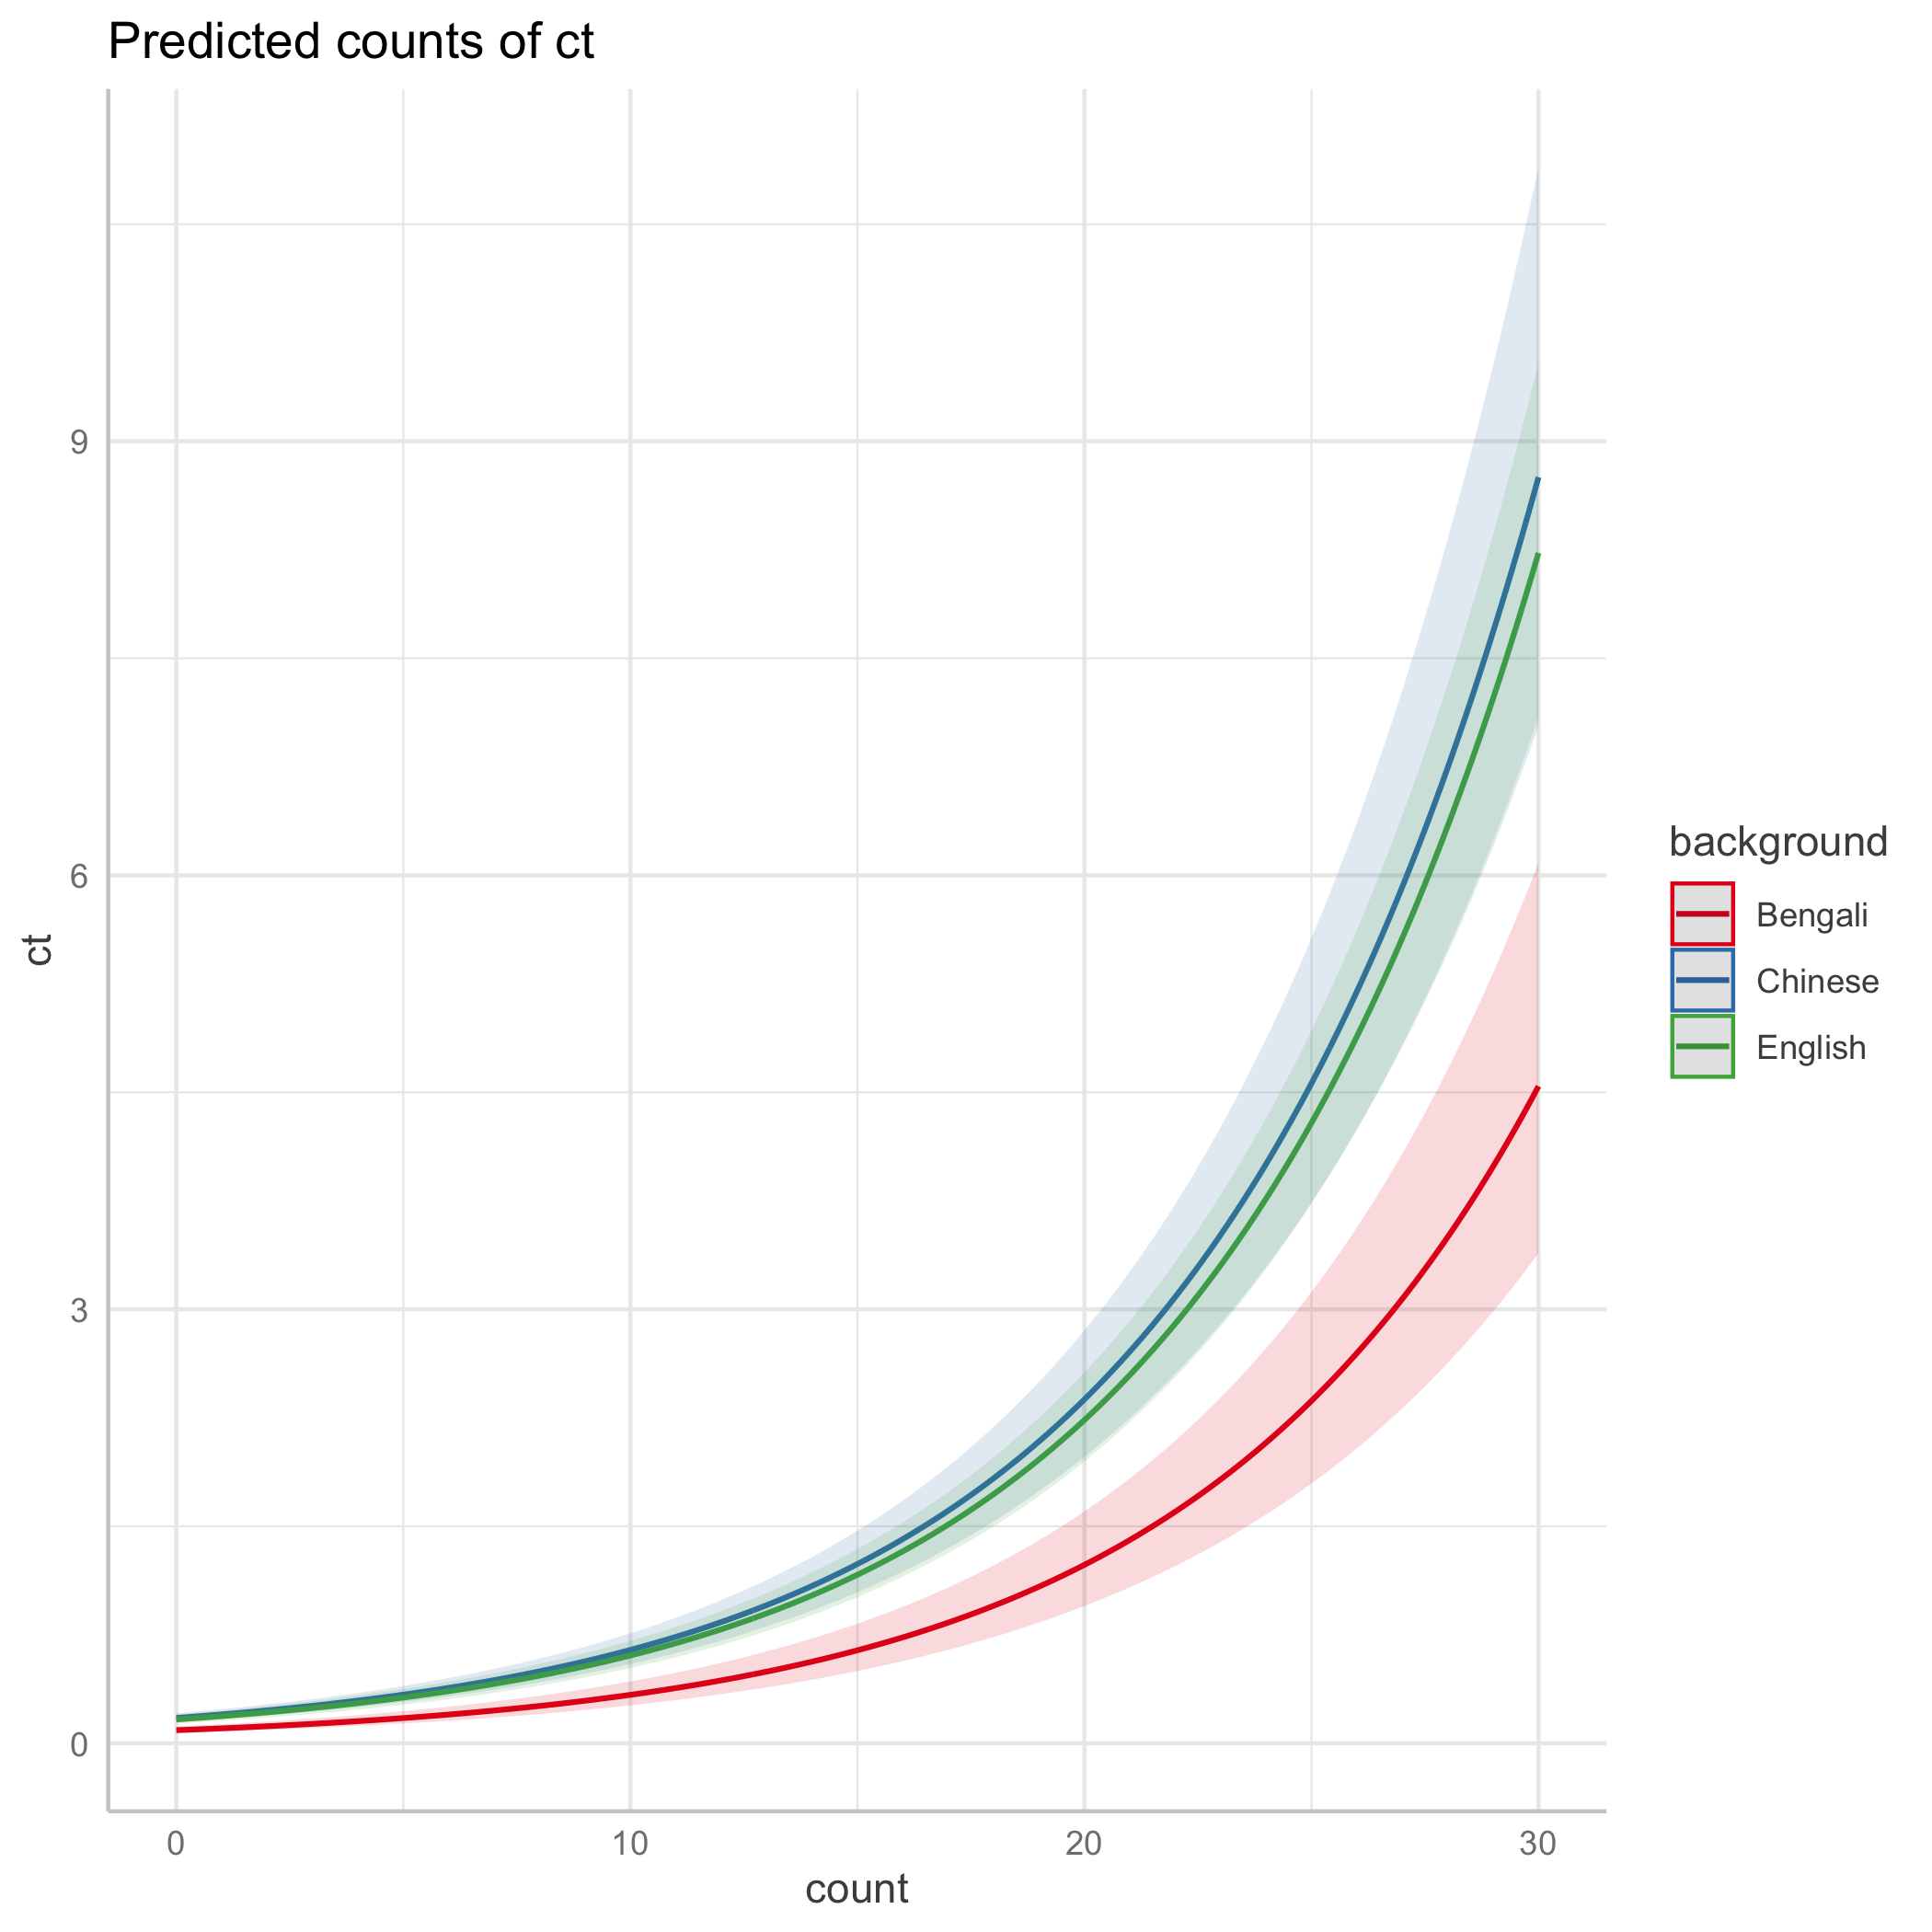 Predicted counts of ct
9
6
3
0
ct
0 10 20 30
count
background
Bengali
Chinese
English